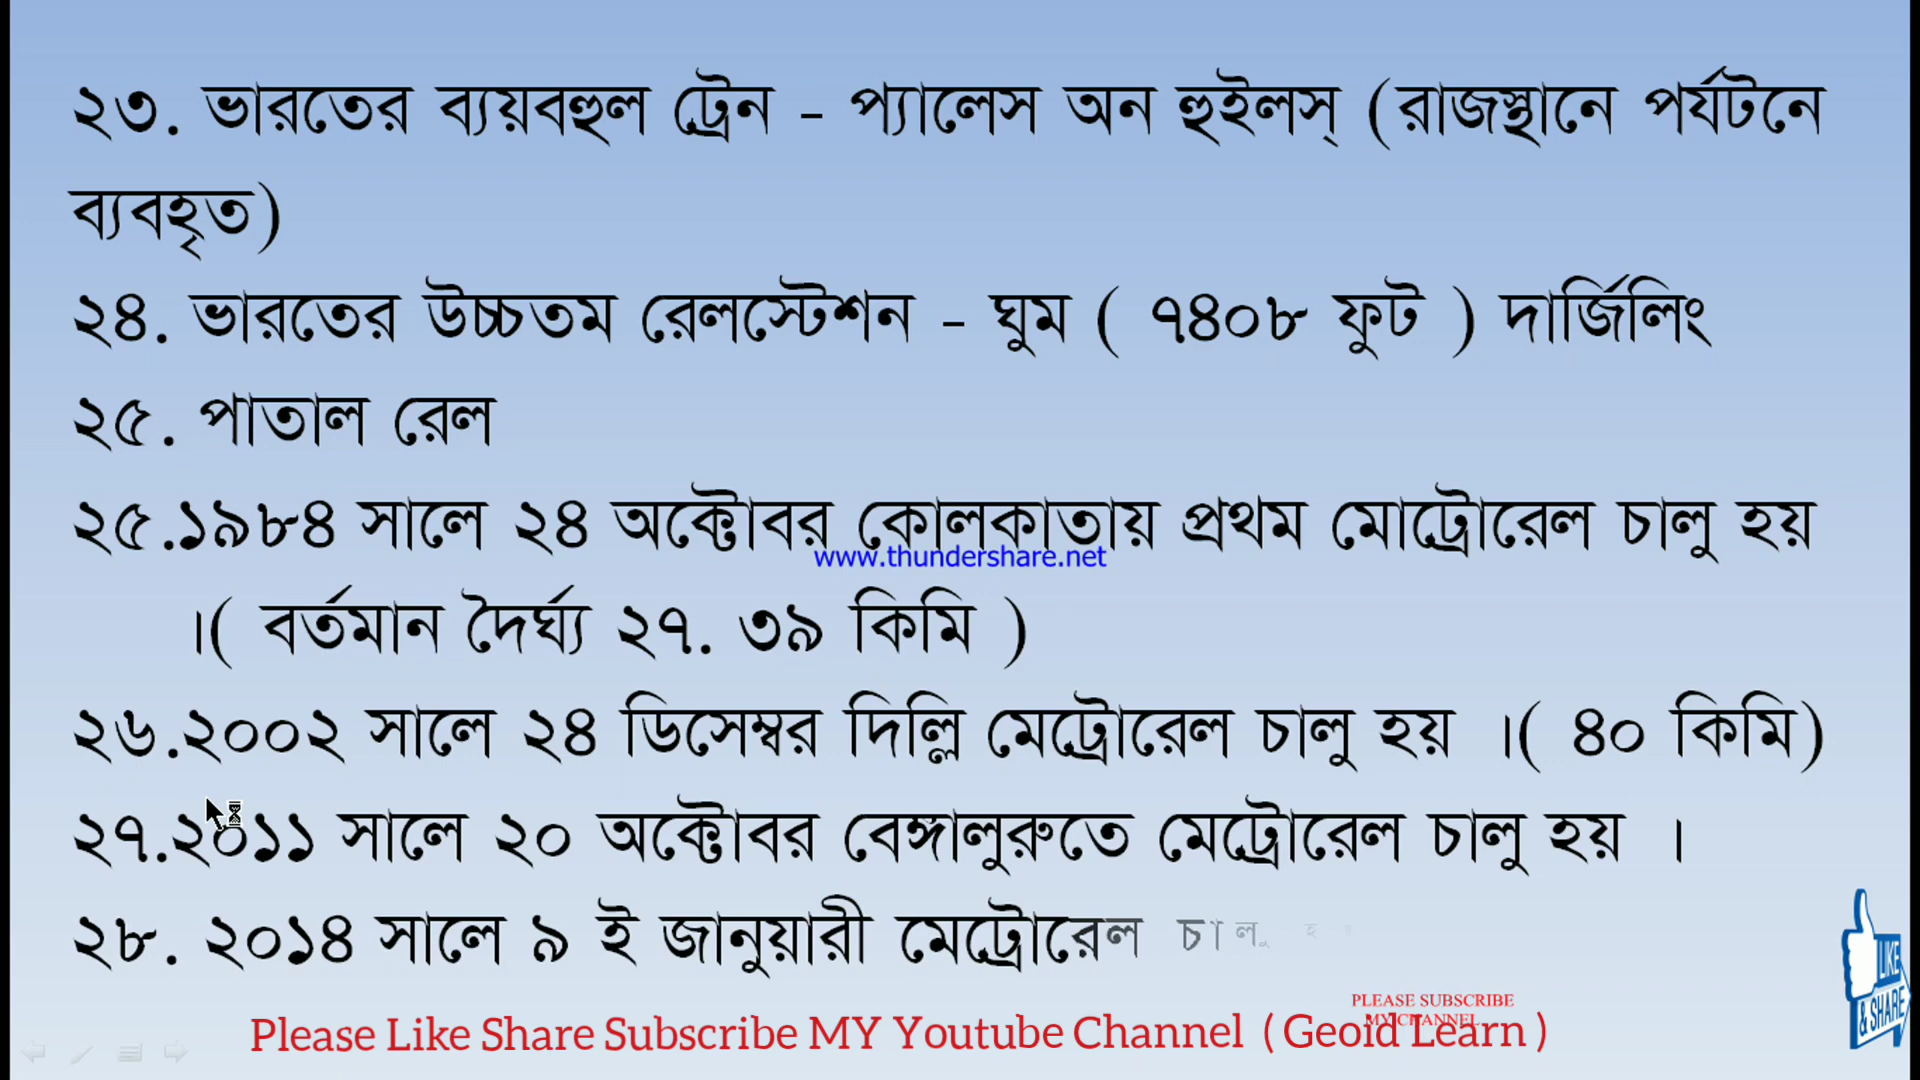 ২৩. ভারতের ব্যয়বহুল ট্রেন - প্যালেস অন হুইলস্ (রাজস্থানে পর্যটনে
ব্যবহৃত)
২৪. ভারতের উচ্চতম রেলস্টেশন - ঘুম ( ৭৪০৮ ফুট ) দার্জিলিং
২৫. পাতাল রেল
২৫.১৯৮৪ সালে ২৪ অক্টোবর কোলকাতায় প্রথম মোট্রোরেল চালু হয়
www.thundershare.net
।( বর্তমান দৈর্ঘ্য ২৭. ৩৯ কিমি )
২৬.২০০২ সালে ২৪ ডিসেম্বর দিল্লি মেট্রোরেল চালু হয় ।( ৪০ কিমি)
২৭.২০১১ সালে ২০ অক্টোবর বেঙ্গালুরুতে মেট্রোরেল চালু হয় ।
২৮. ২০১৪ সালে ৯ ই জানুয়ারী মেট্রোরেল চালু
PLEASE SUBSCRIBE
MY CHANNEL
Please Like Share Subscribe MY Youtube Channel ( Geoid Learn )
LIKE
& SHARE